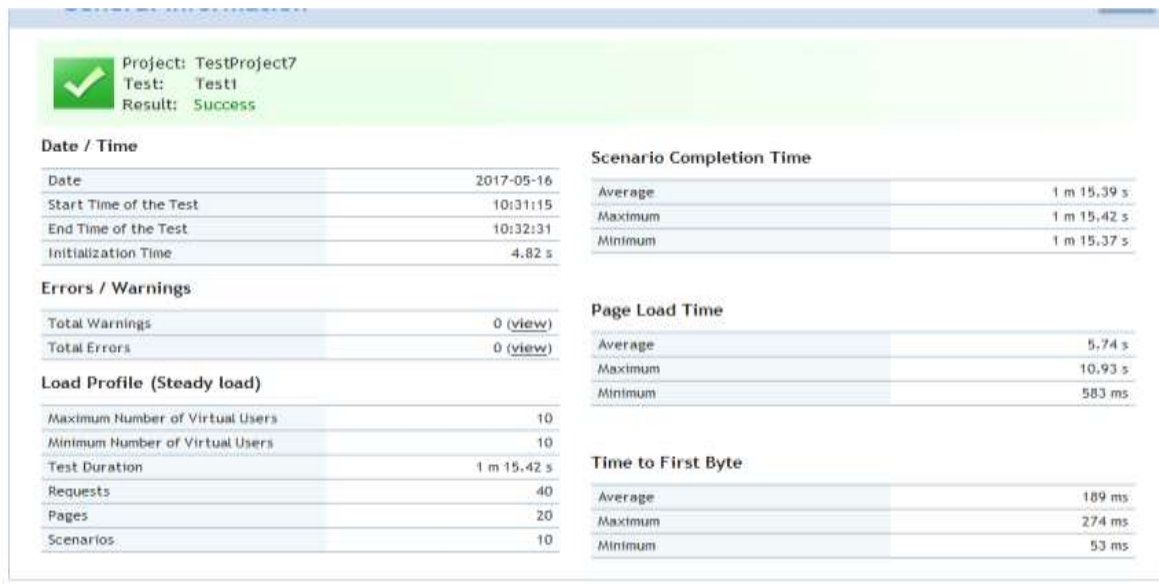 Project: TestProject7
Test: Test1
Result: Success
Date / Time
Date 2017-05-16
Start Time of the Test 10:31:15
End Time of the Test 10:32:31
Initialization Time 4.82 s
Errors / Warnings
Total Warnings 0 (view)
Total Errors 0 (view)
Load Profile (Steady load)
Maximum Number of Virtual Users 10
Minimum Number of Virtual Users 10
Test Duration 1 m 15.42 s
Requests 40
Pages 20
Scenarios 10
Scenario Completion Time
Average 1 m 15.39 s
Maximum 1 m 15.42 s
Minimum 1 m 15.37 s
Page Load Time
Average 5.74 s
Maximum 10.93 s
Minimum 583 ms
Time to First Byte
Average 189 ms
Maximum 274 ms
Minimum 53 ms